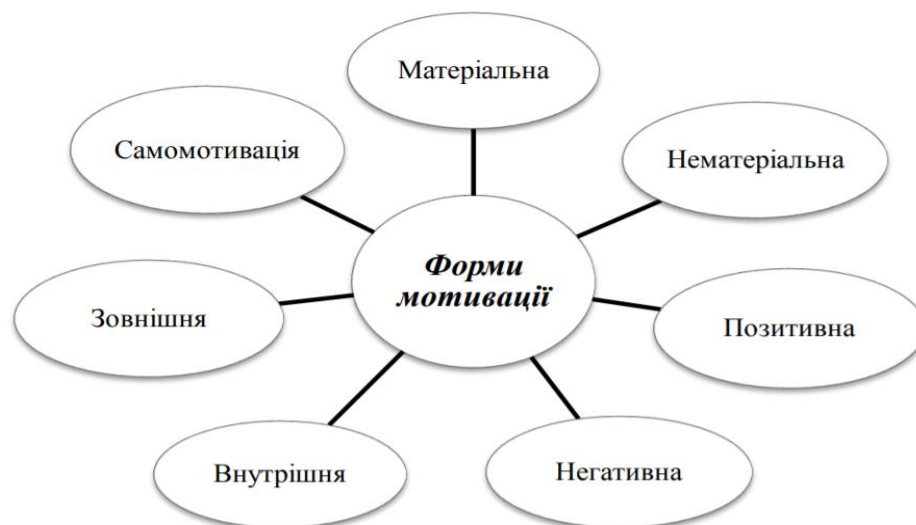 Матеріальна
Самомотивація
Нематеріальна
Форми
мотивації
Зовнішня
Позитивна
Внутрішня
Негативна